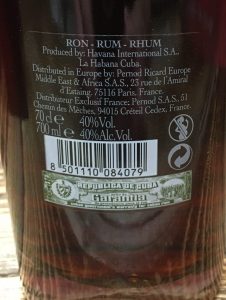 RON - RUM - RHUM
Produced by: Havana International S.A.,
La Habana Cuba.
Distributed in Europe by: Pernod Ricard Europe
Middle East & Africa S.A.S, 23 rue de l'Amiral
d'Estaing, 75116 Paris. France.
Distributeur Exclusif France: Pernod S.A.S., 51
Chemin des Mèches, 94015 Créteil Cedex. France.
70 cl 40%Vol.
700 ml 40%Alc.Vol.
8 501110 084079
REPUBLICA DE CUBA
Garantia